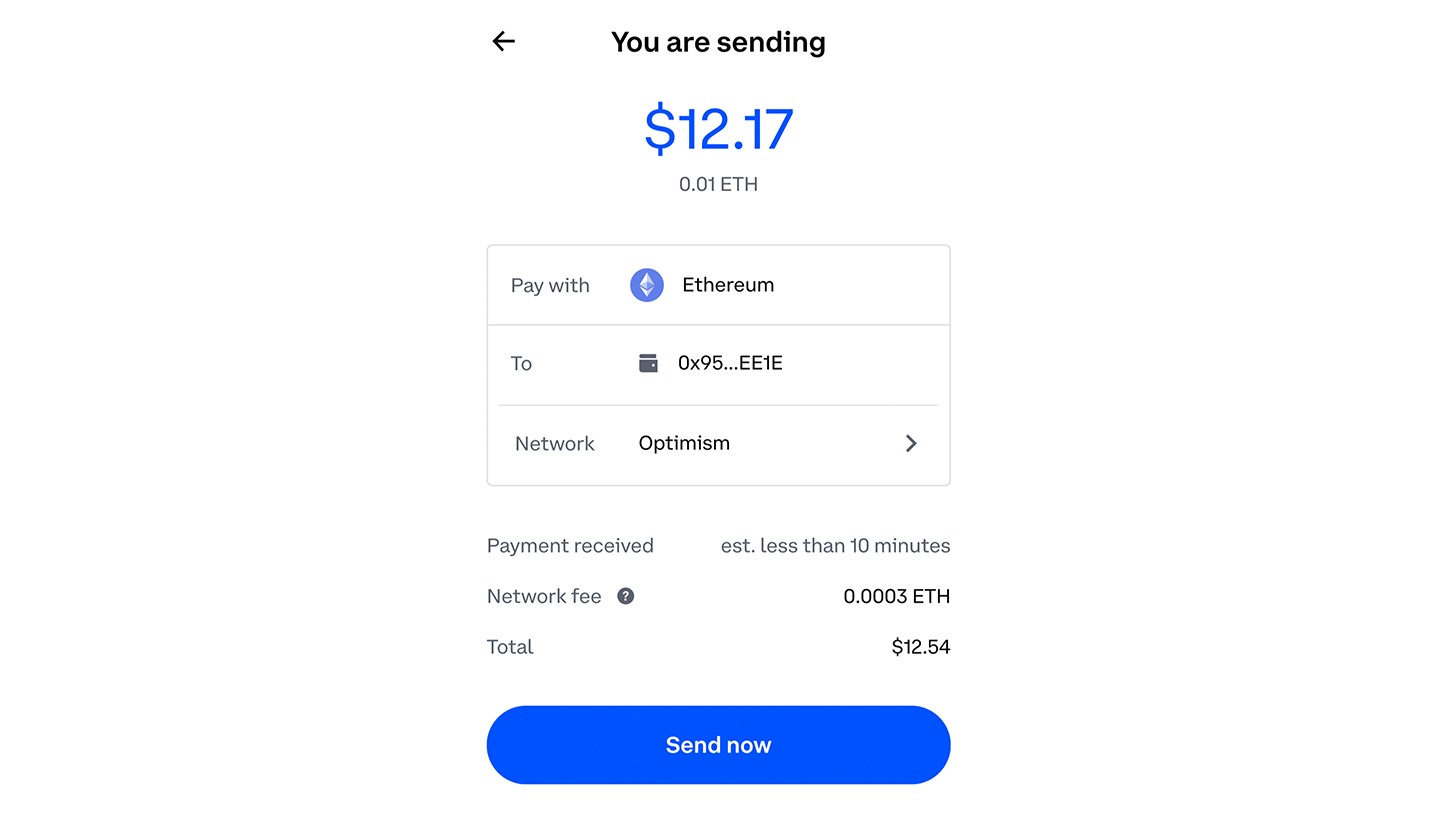 You are sending
$12.17
0.01 ETH
Pay with Ethereum
To 0x95...EE1E
Network Optimism
Payment received est. less than 10 minutes
Network fee ? 0.0003 ETH
Total $12.54
Send now